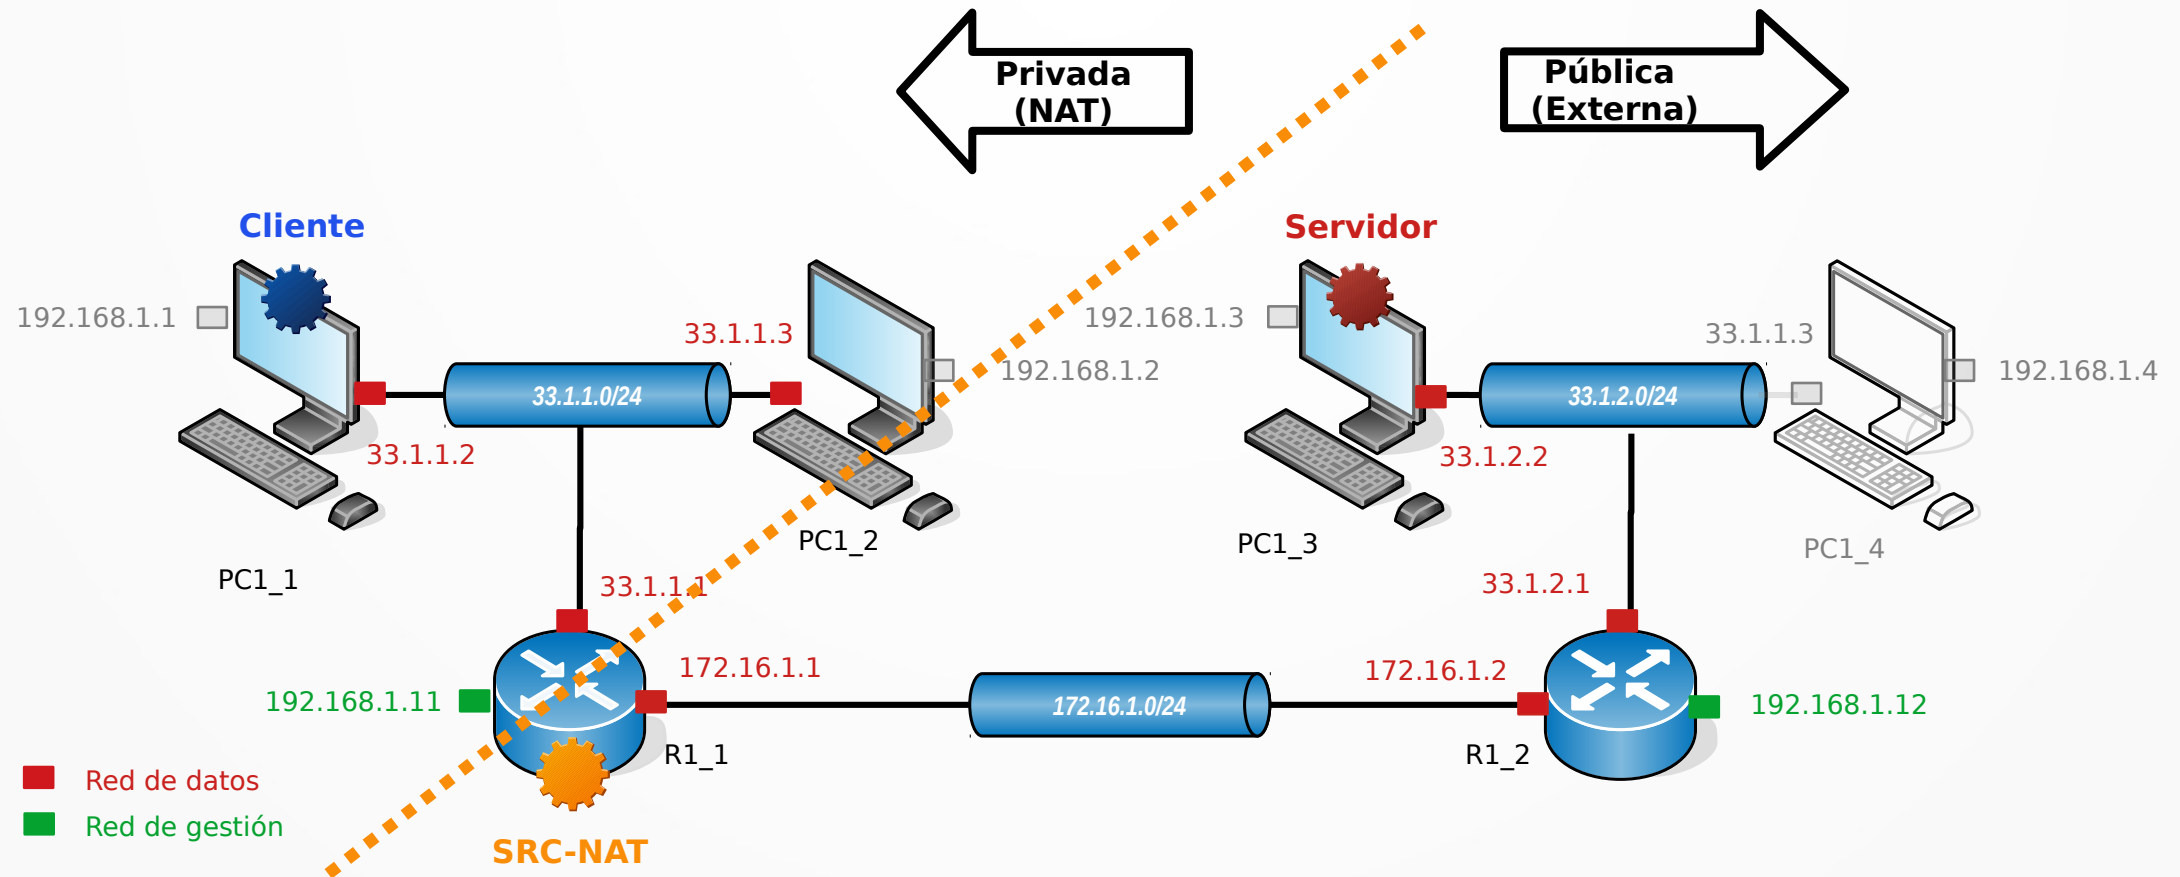 Privada
(NAT)
Pública
(Externa)
Cliente
Servidor
192.168.1.1
33.1.1.3
192.168.1.3
33.1.1.3
192.168.1.2
192.168.1.4
33.1.1.0/24
33.1.2.0/24
33.1.1.2
33.1.2.2
PC1_2
PC1_3
PC1_4
PC1_1
33.1.1.1
33.1.2.1
172.16.1.1
172.16.1.2
192.168.1.11
172.16.1.0/24
192.168.1.12
R1_1
R1_2
Red de datos
Red de gestión
SRC-NAT